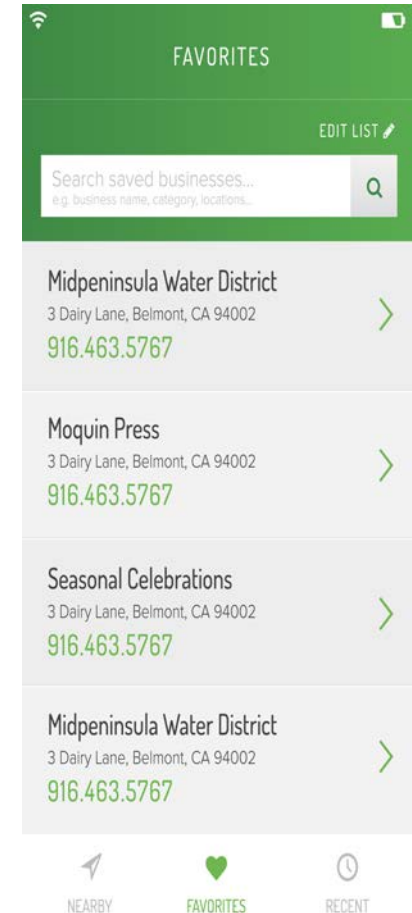 FAVORITES
EDIT LIST
Search saved businesses...
e.g. business name, category, locations...
Midpeninsula Water District
3 Dairy Lane, Belmont, CA 94002
916.463.5767
Moquin Press
3 Dairy Lane, Belmont, CA 94002
916.463.5767
Seasonal Celebrations
3 Dairy Lane, Belmont, CA 94002
916.463.5767
Midpeninsula Water District
3 Dairy Lane, Belmont, CA 94002
916.463.5767
NEARBY FAVORITES RECENT